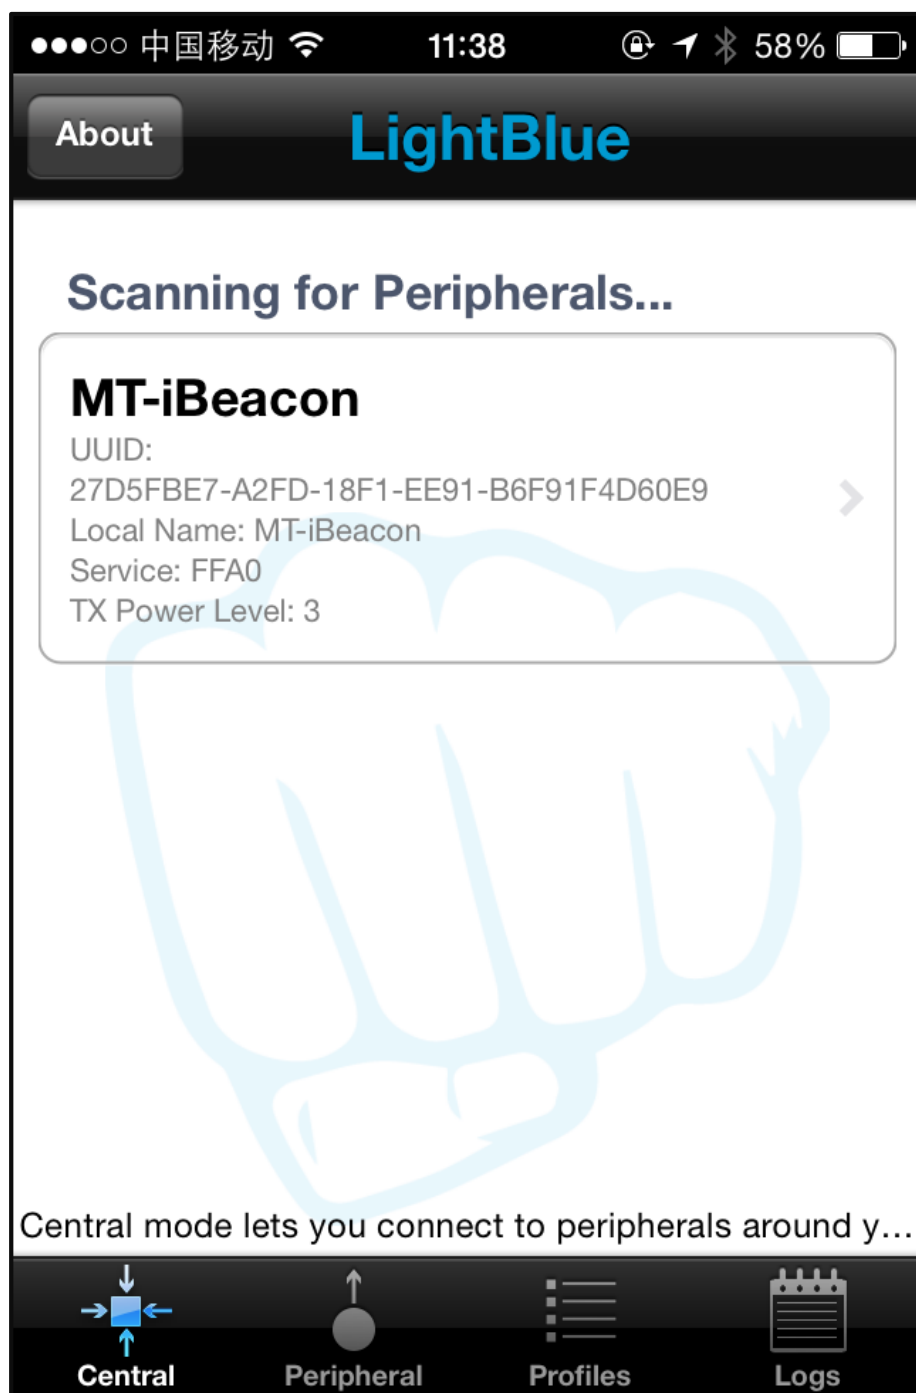 中国移动 11:38 58%
About LightBlue
Scanning for Peripherals...
MT-iBeacon
UUID:
27D5FBE7-A2FD-18F1-EE91-B6F91F4D60E9
Local Name: MT-iBeacon
Service: FFA0
TX Power Level: 3
Central mode lets you connect to peripherals around y...
Central Peripheral Profiles Logs